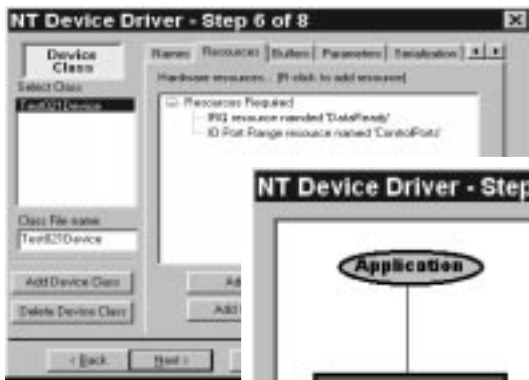 NT Device Driver - Step 6 of 8
Device
Class
Select Class
Test021Device
Class File name
Test021Device
Add Device Class
Delete Device Class
Names Resources Buffers Parameters Serialization
Hardware resources... (R-click to add resource)
Resources Required
IRQ resource named 'DataReady'
IO Port Range resource named 'ControlPorts'
Add
< Back
Next >
NT Device Driver - Step
Application